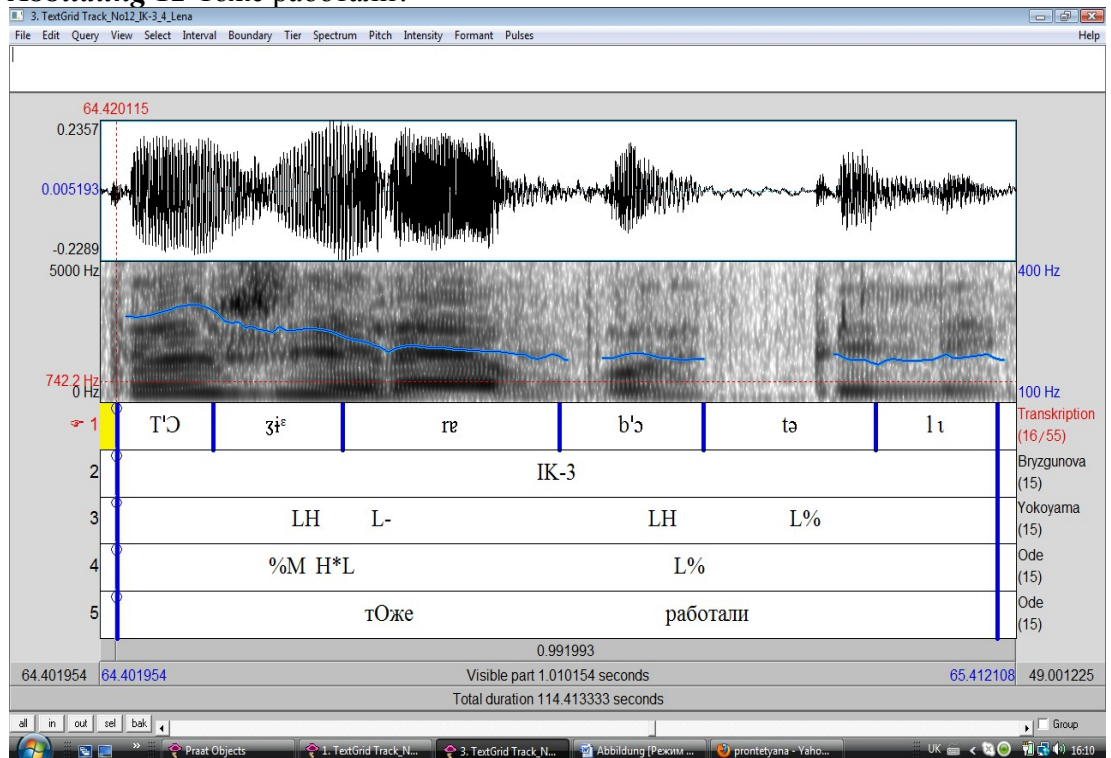 Abbildung 12 Тоже работали?
3. TextGrid Track_No12_IK-3_4_Lena
File Edit Query View Select Interval Boundary Tier Spectrum Pitch Intensity Formant Pulses Help
64.420115
0.2357
0.005193
-0.2289
5000 Hz 400 Hz
742.2 Hz
0 Hz 100 Hz
1 T'Ɔ ʒɨᵋ rɐ b'ɔ tə l ɩ Transkription (16/55)
2 IK-3 Bryzgunova (15)
3 LH L- LH L% Yokoyama (15)
4 %M H*L L% Ode (15)
5 тОже работали Ode (15)
0.991993
64.401954 64.401954 Visible part 1.010154 seconds 65.412108 49.001225
Total duration 114.413333 seconds
all in out sel bak Group
Praat Objects 1. TextGrid Track_N... 3. TextGrid Track_N... Abbildung [Режим ... prontetyana - Yaho... UK 16:10